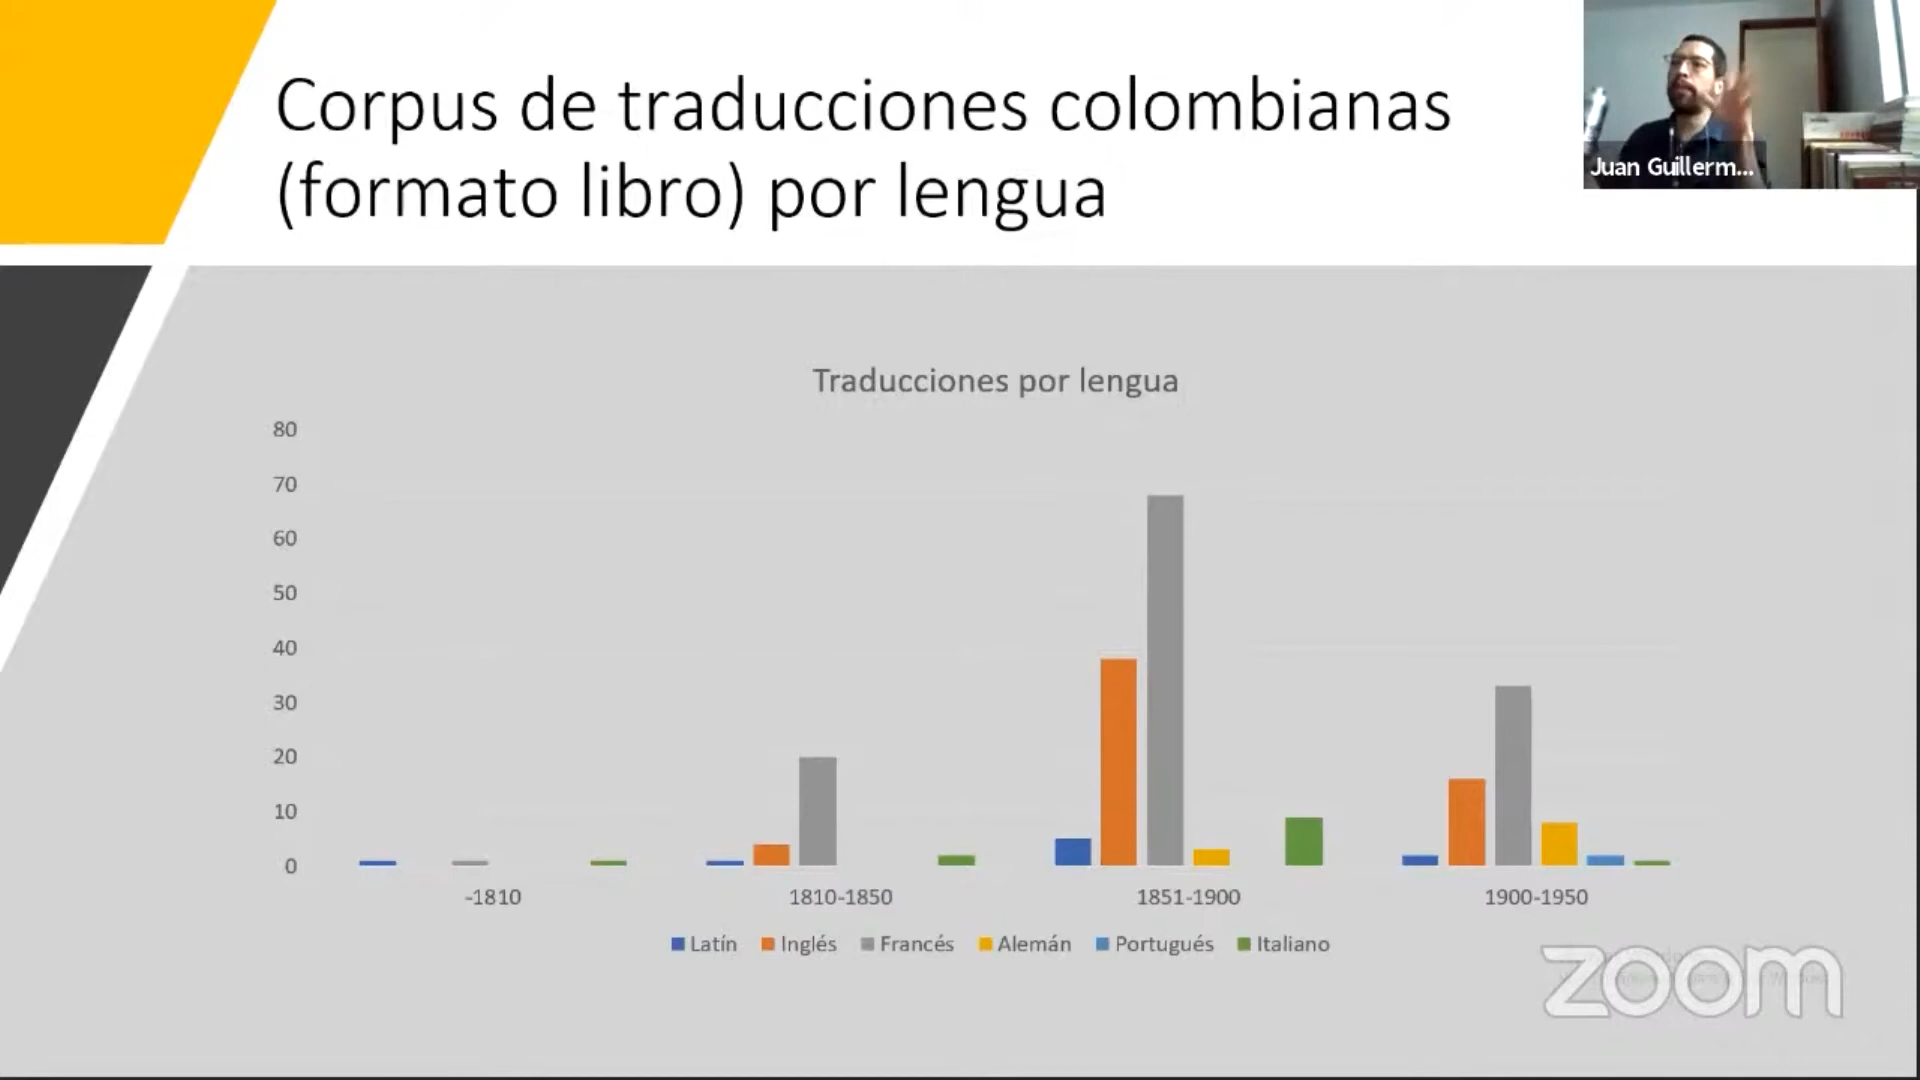 Corpus de traducciones colombianas
(formato libro) por lengua
Juan Guillerm...
Traducciones por lengua
80
70
60
50
40
30
20
10
0
-1810 1810-1850 1851-1900 1900-1950
Latín Inglés Francés Alemán Portugués Italiano
zoom